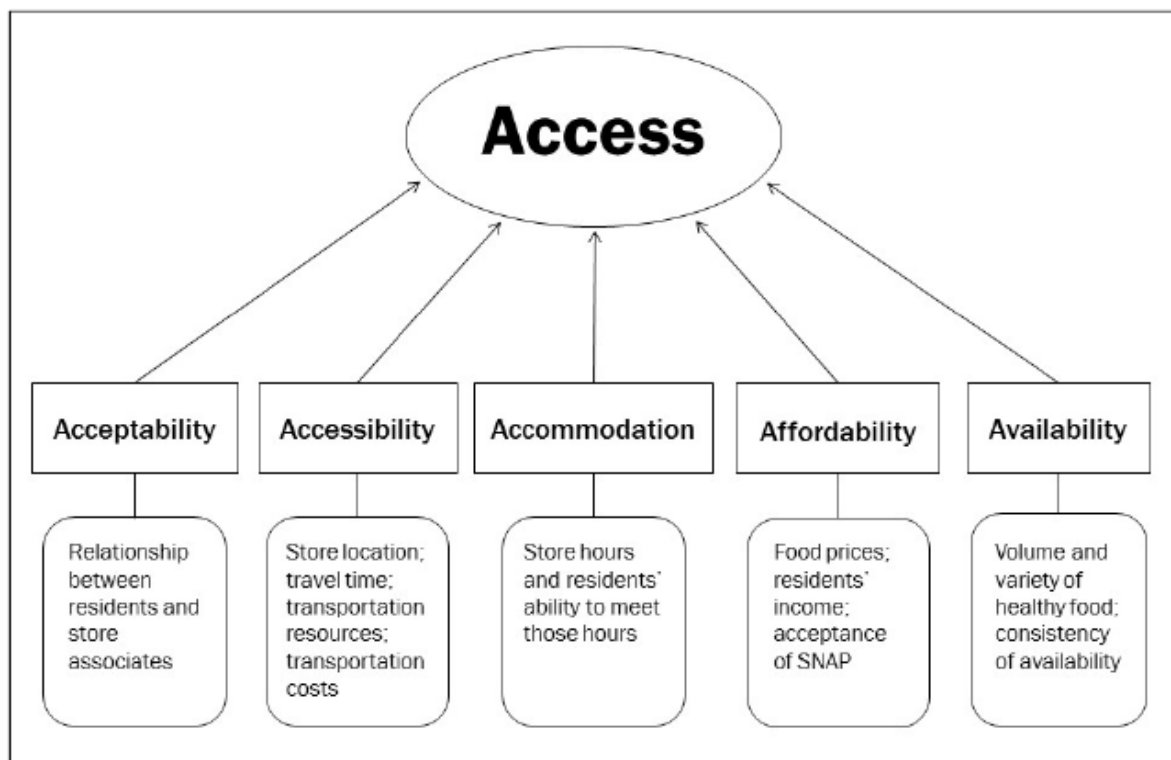 Access
Acceptability
Accessibility
Accommodation
Affordability
Availability
Relationship
between
residents and
store
associates
Store location;
travel time;
transportation
resources;
transportation
costs
Store hours
and residents'
ability to meet
those hours
Food prices;
residents'
income;
acceptance
of SNAP
Volume and
variety of
healthy food;
consistency
of availability